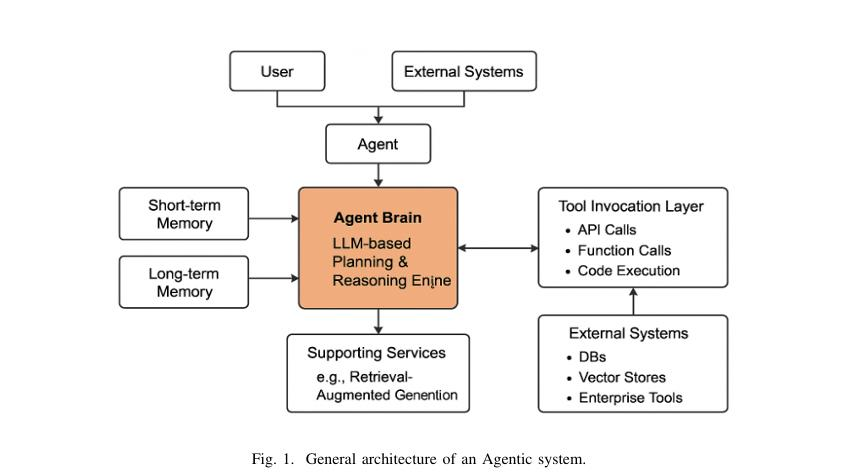 User
External Systems
Agent
Short-term
Memory
Long-term
Memory
Agent Brain
LLM-based
Planning &
Reasoning Enịne
Tool Invocation Layer
• API Calls
• Function Calls
• Code Execution
Supporting Services
e.g., Retrieval-
Augmented Genention
External Systems
• DBs
• Vector Stores
• Enterprise Tools
Fig. 1. General architecture of an Agentic system.